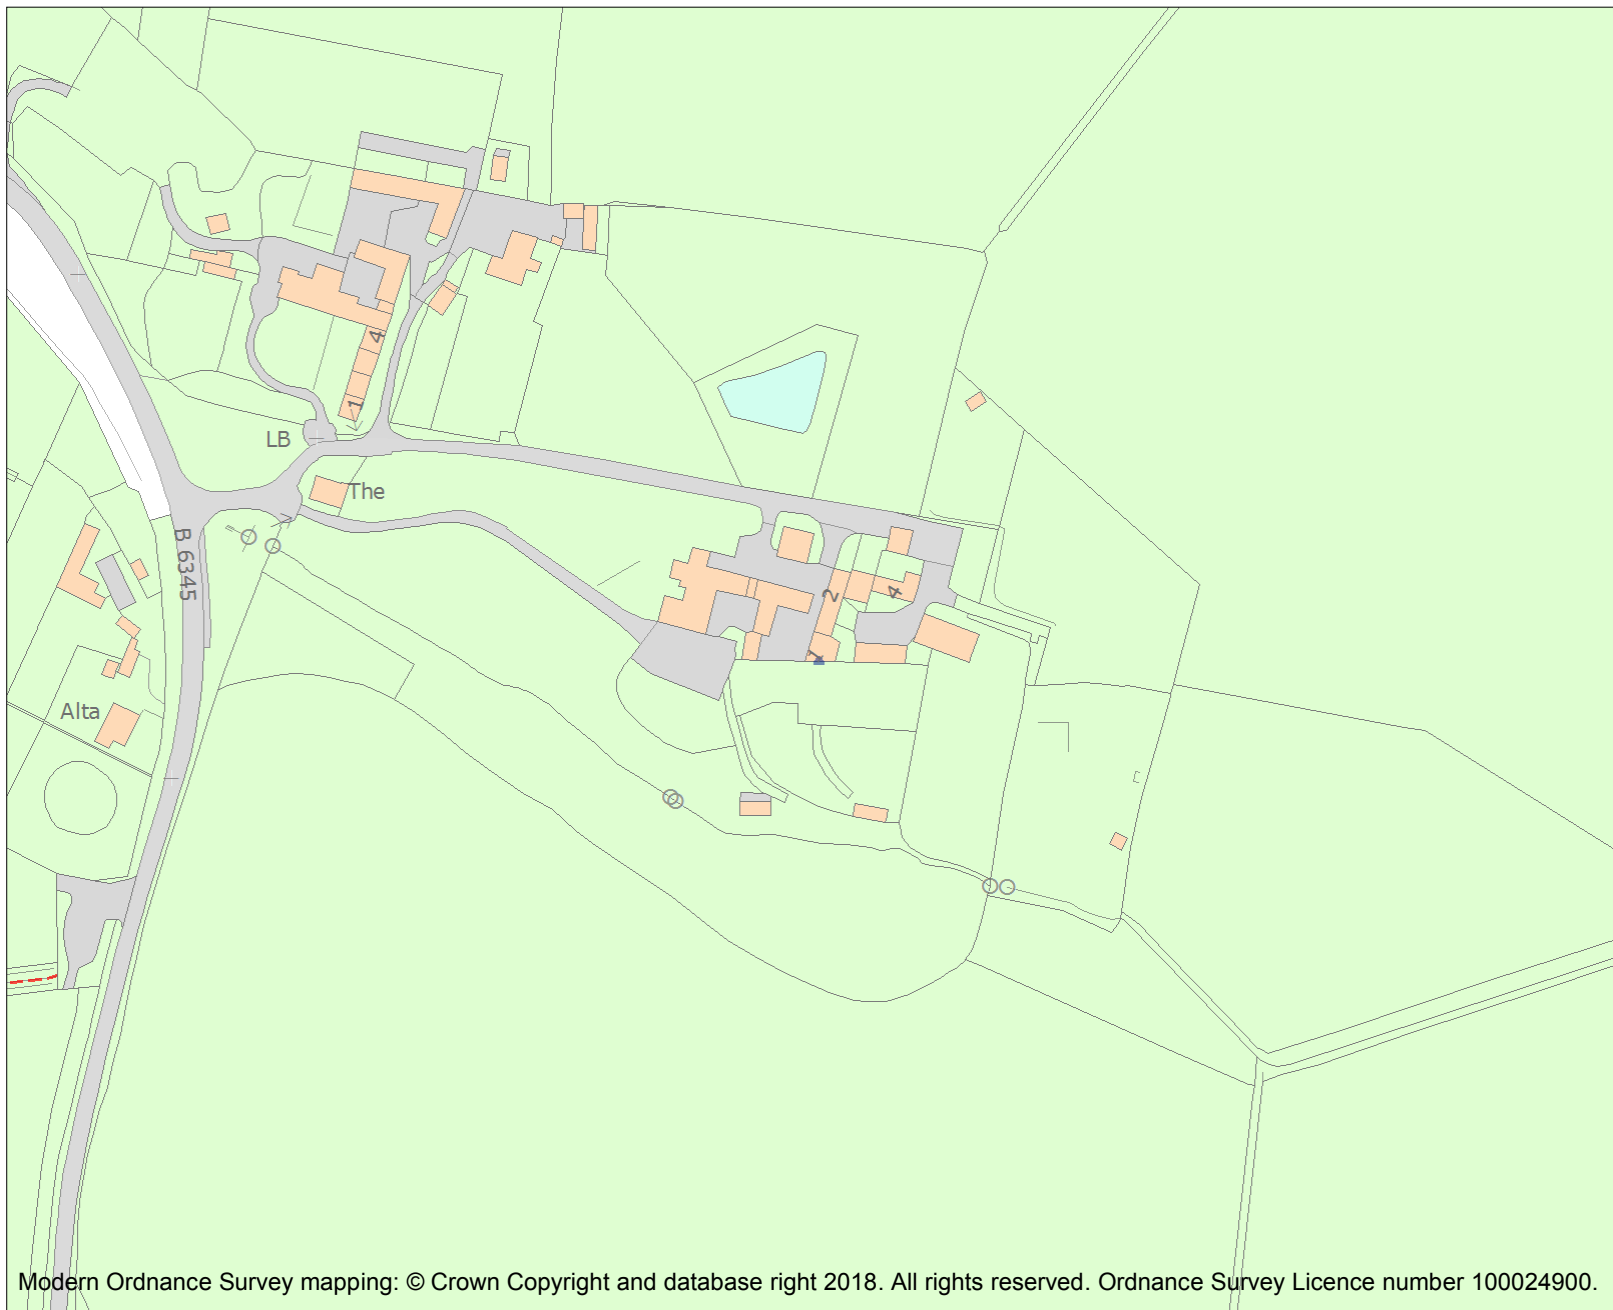 4
1
LB
The
B 6345
2
4
1
Alta
Modern Ordnance Survey mapping: © Crown Copyright and database right 2018. All rights reserved. Ordnance Survey Licence number 100024900.